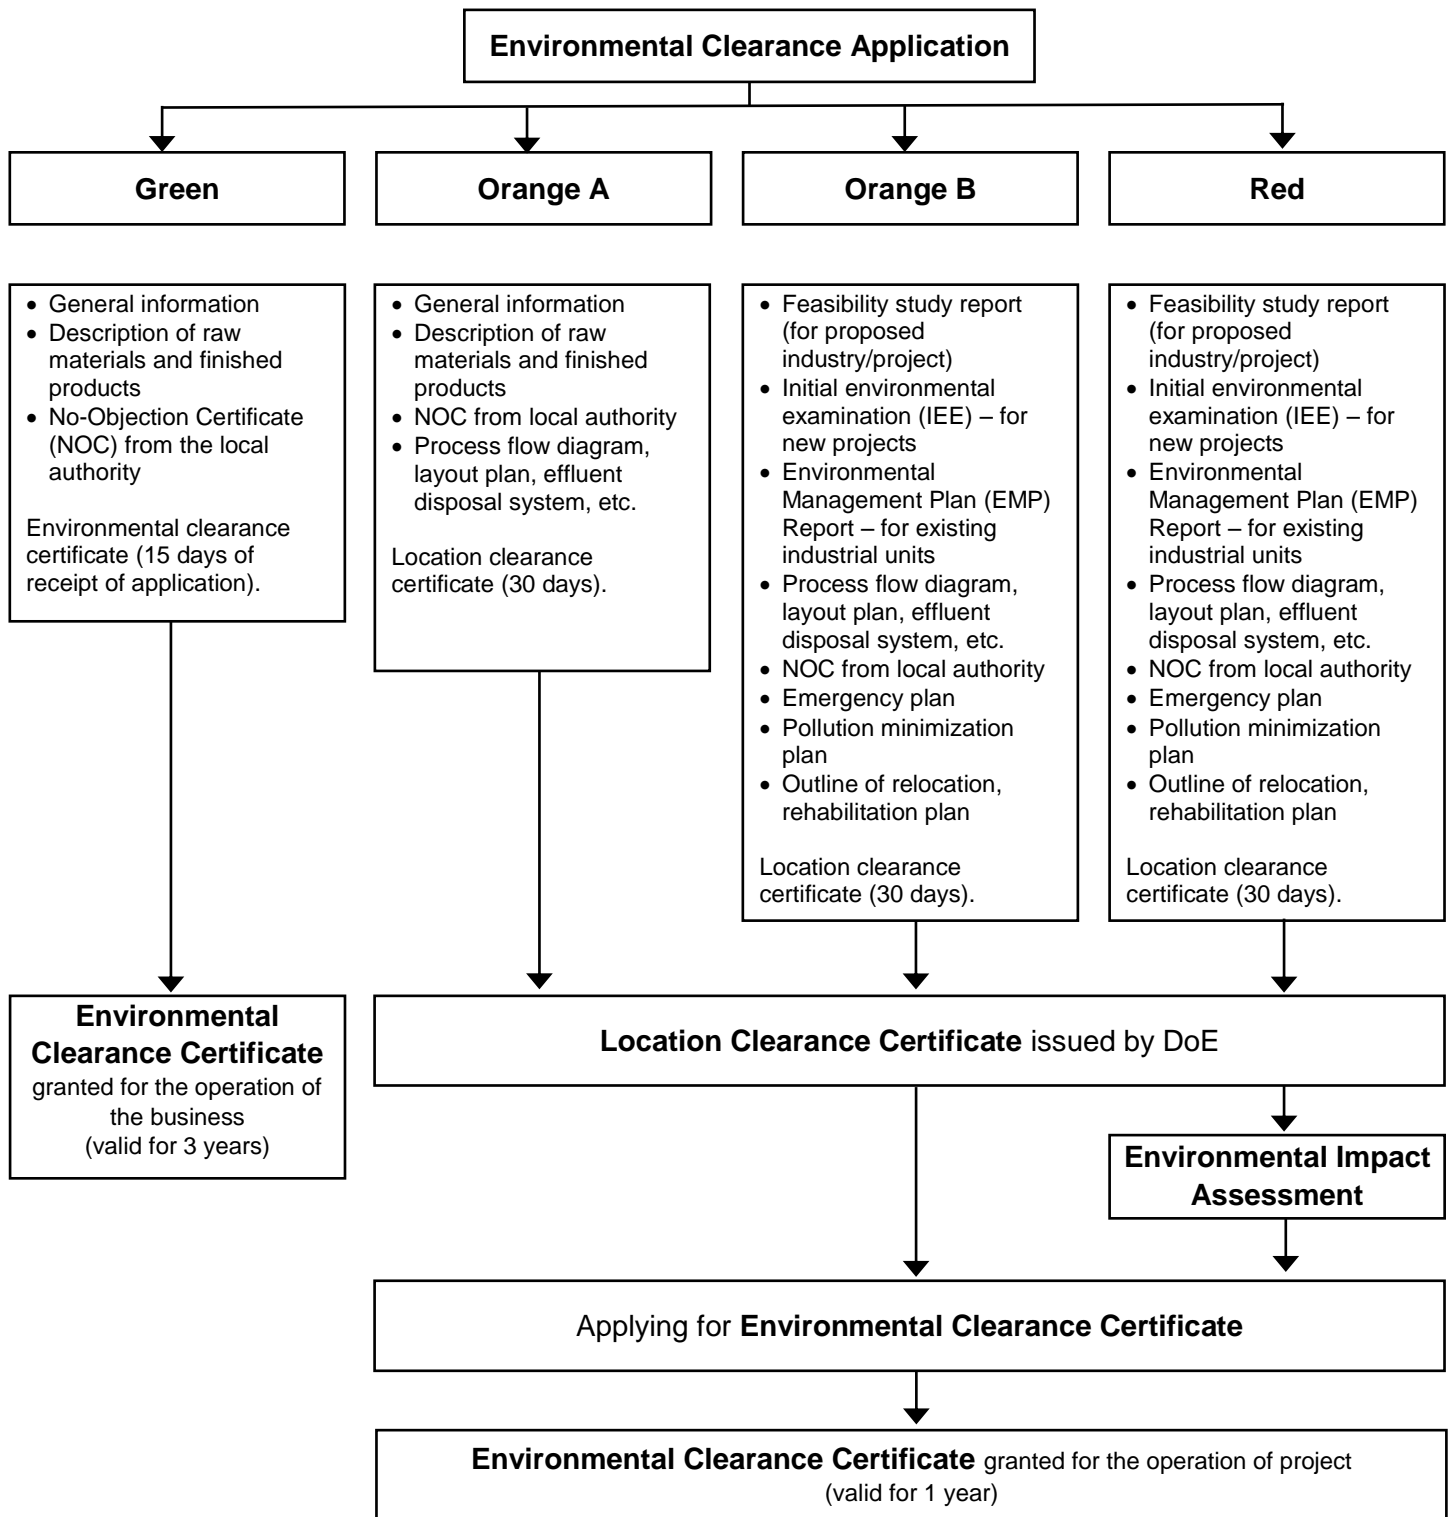 Environmental Clearance Application
Green
Orange A
Orange B
Red
• General information
• Description of raw
materials and finished
products
• No-Objection Certificate
(NOC) from the local
authority
Environmental clearance
certificate (15 days of
receipt of application).
• General information
• Description of raw
materials and finished
products
• NOC from local authority
• Process flow diagram,
layout plan, effluent
disposal system, etc.
Location clearance
certificate (30 days).
• Feasibility study report
(for proposed
industry/project)
• Initial environmental
examination (IEE) – for
new projects
• Environmental
Management Plan (EMP)
Report – for existing
industrial units
• Process flow diagram,
layout plan, effluent
disposal system, etc.
• NOC from local authority
• Emergency plan
• Pollution minimization
plan
• Outline of relocation,
rehabilitation plan
Location clearance
certificate (30 days).
• Feasibility study report
(for proposed
industry/project)
• Initial environmental
examination (IEE) – for
new projects
• Environmental
Management Plan (EMP)
Report – for existing
industrial units
• Process flow diagram,
layout plan, effluent
disposal system, etc.
• NOC from local authority
• Emergency plan
• Pollution minimization
plan
• Outline of relocation,
rehabilitation plan
Location clearance
certificate (30 days).
Environmental
Clearance Certificate
granted for the operation of
the business
(valid for 3 years)
Location Clearance Certificate issued by DoE
Environmental Impact
Assessment
Applying for Environmental Clearance Certificate
Environmental Clearance Certificate granted for the operation of project
(valid for 1 year)